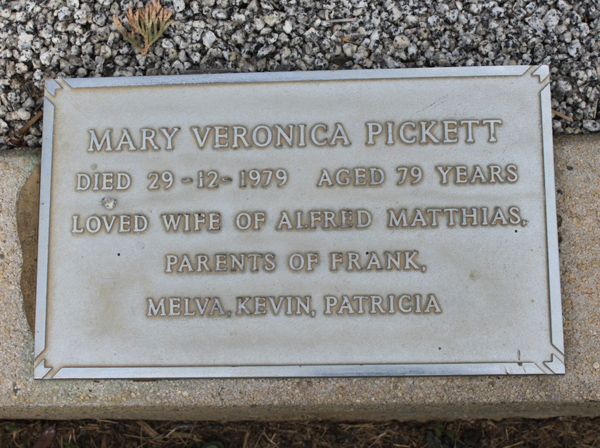 MARY VERONICA PICKETT
DIED 29-12-1979 AGED 79 YEARS
LOVED WIFE OF ALFRED MATTHIAS.
PARENTS OF FRANK,
MELVA, KEVIN, PATRICIA